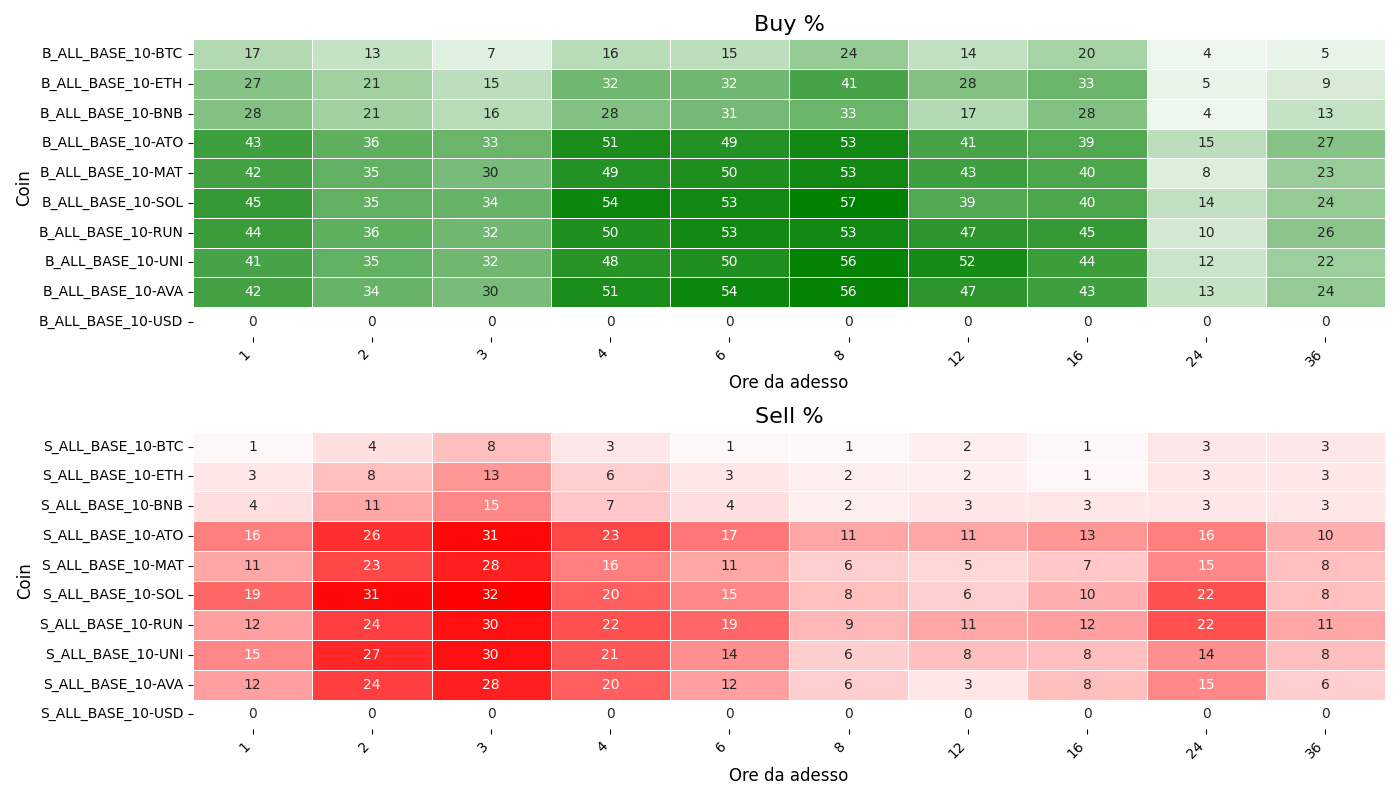 Buy %
Coin
B_ALL_BASE_10-BTC 17 13 7 16 15 24 14 20 4 5
B_ALL_BASE_10-ETH 27 21 15 32 32 41 28 33 5 9
B_ALL_BASE_10-BNB 28 21 16 28 31 33 17 28 4 13
B_ALL_BASE_10-ATO 43 36 33 51 49 53 41 39 15 27
B_ALL_BASE_10-MAT 42 35 30 49 50 53 43 40 8 23
B_ALL_BASE_10-SOL 45 35 34 54 53 57 39 40 14 24
B_ALL_BASE_10-RUN 44 36 32 50 53 53 47 45 10 26
B_ALL_BASE_10-UNI 41 35 32 48 50 56 52 44 12 22
B_ALL_BASE_10-AVA 42 34 30 51 54 56 47 43 13 24
B_ALL_BASE_10-USD 0 0 0 0 0 0 0 0 0 0
1 2 3 4 6 8 12 16 24 36
Ore da adesso
Sell %
Coin
S_ALL_BASE_10-BTC 1 4 8 3 1 1 2 1 3 3
S_ALL_BASE_10-ETH 3 8 13 6 3 2 2 1 3 3
S_ALL_BASE_10-BNB 4 11 15 7 4 2 3 3 3 3
S_ALL_BASE_10-ATO 16 26 31 23 17 11 11 13 16 10
S_ALL_BASE_10-MAT 11 23 28 16 11 6 5 7 15 8
S_ALL_BASE_10-SOL 19 31 32 20 15 8 6 10 22 8
S_ALL_BASE_10-RUN 12 24 30 22 19 9 11 12 22 11
S_ALL_BASE_10-UNI 15 27 30 21 14 6 8 8 14 8
S_ALL_BASE_10-AVA 12 24 28 20 12 6 3 8 15 6
S_ALL_BASE_10-USD 0 0 0 0 0 0 0 0 0 0
1 2 3 4 6 8 12 16 24 36
Ore da adesso